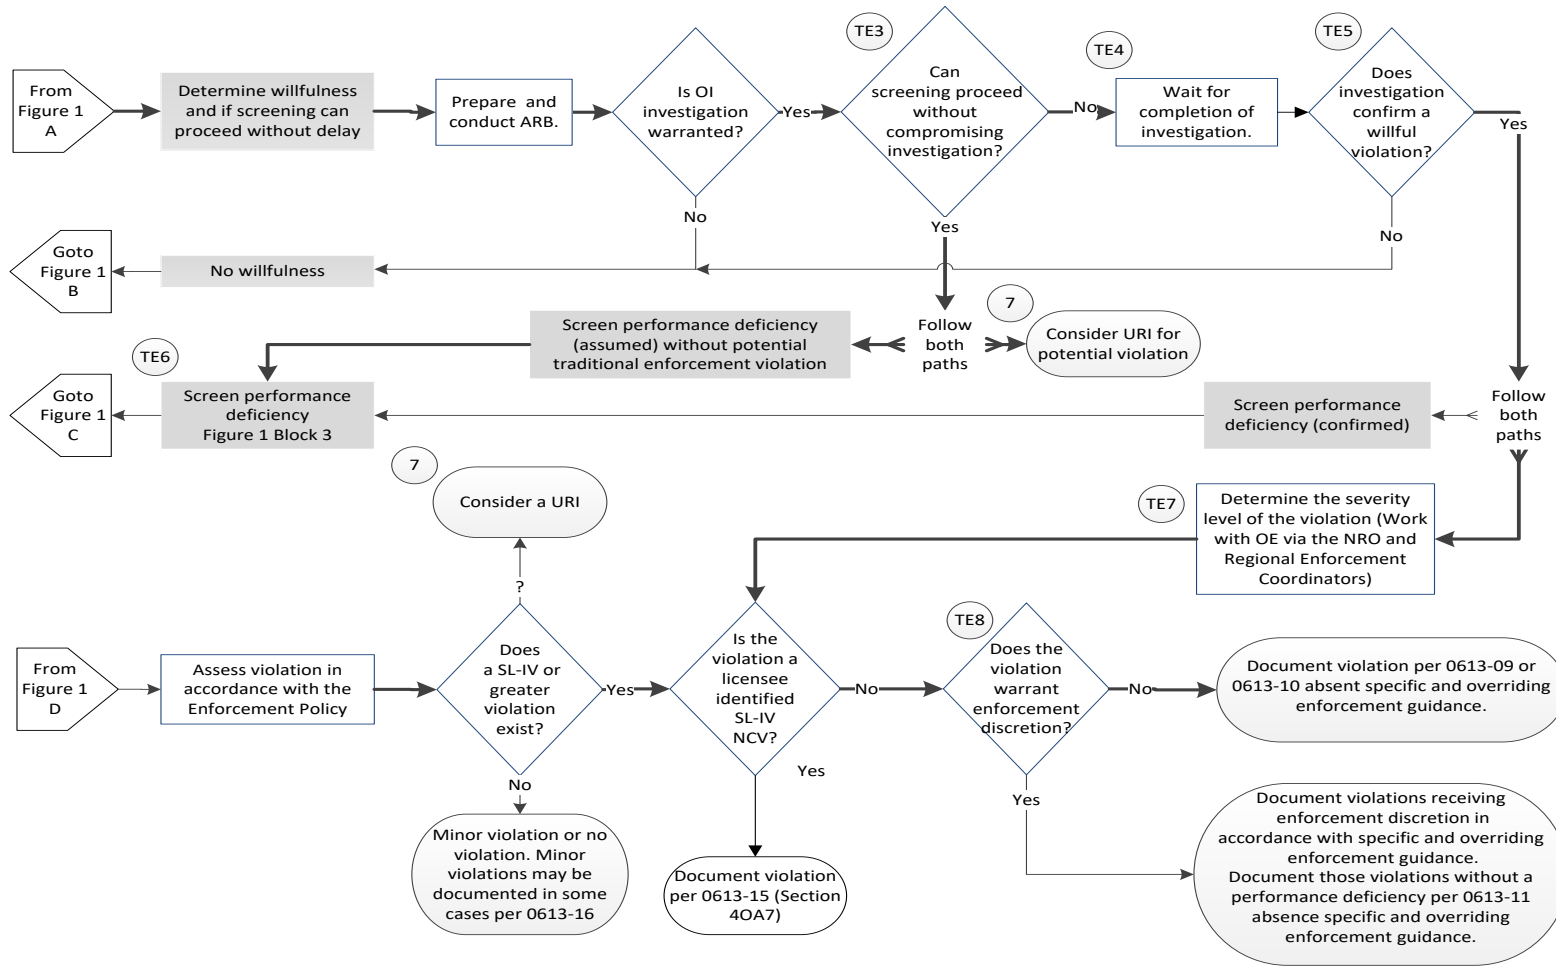 From
Figure 1
A
Determine willfulness
and if screening can
proceed without delay
Prepare and
conduct ARB.
Is OI
investigation
warranted?
Yes
No
TE3
Can
screening proceed
without
compromising
investigation?
No
Yes
TE4
Wait for
completion of
investigation.
TE5
Does
investigation
confirm a
willful
violation?
Yes
No
Goto
Figure 1
B
No willfulness
Screen performance deficiency
(assumed) without potential
traditional enforcement violation
Follow
both
paths
7
Consider URI for
potential violation
TE6
Goto
Figure 1
C
Screen performance
deficiency
Figure 1 Block 3
Screen performance
deficiency (confirmed)
Follow
both
paths
7
Consider a URI
?
TE7
Determine the severity
level of the violation (Work
with OE via the NRO and
Regional Enforcement
Coordinators)
From
Figure 1
D
Assess violation in
accordance with the
Enforcement Policy
Does
a SL-IV or
greater
violation
exist?
Yes
No
Minor violation or no
violation. Minor
violations may be
documented in some
cases per 0613-16
Is the
violation a
licensee
identified
SL-IV
NCV?
No
Yes
Document violation
per 0613-15 (Section
4OA7)
TE8
Does the
violation
warrant
enforcement
discretion?
No
Yes
Document violation per 0613-09 or
0613-10 absent specific and overriding
enforcement guidance.
Document violations receiving
enforcement discretion in
accordance with specific and overriding
enforcement guidance.
Document those violations without a
performance deficiency per 0613-11
absence specific and overriding
enforcement guidance.